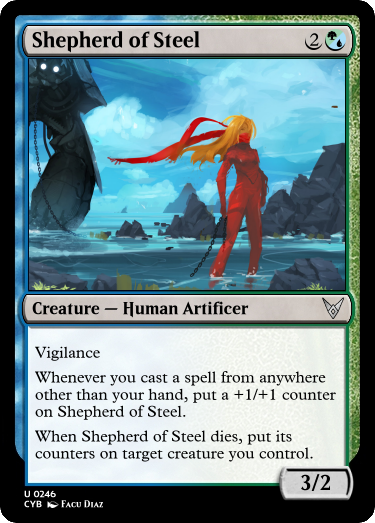 Shepherd of Steel 2
Creature — Human Artificer
Vigilance
Whenever you cast a spell from anywhere
other than your hand, put a +1/+1 counter
on Shepherd of Steel.
When Shepherd of Steel dies, put its
counters on target creature you control.
3/2
U 0246
CYB Facu Diaz